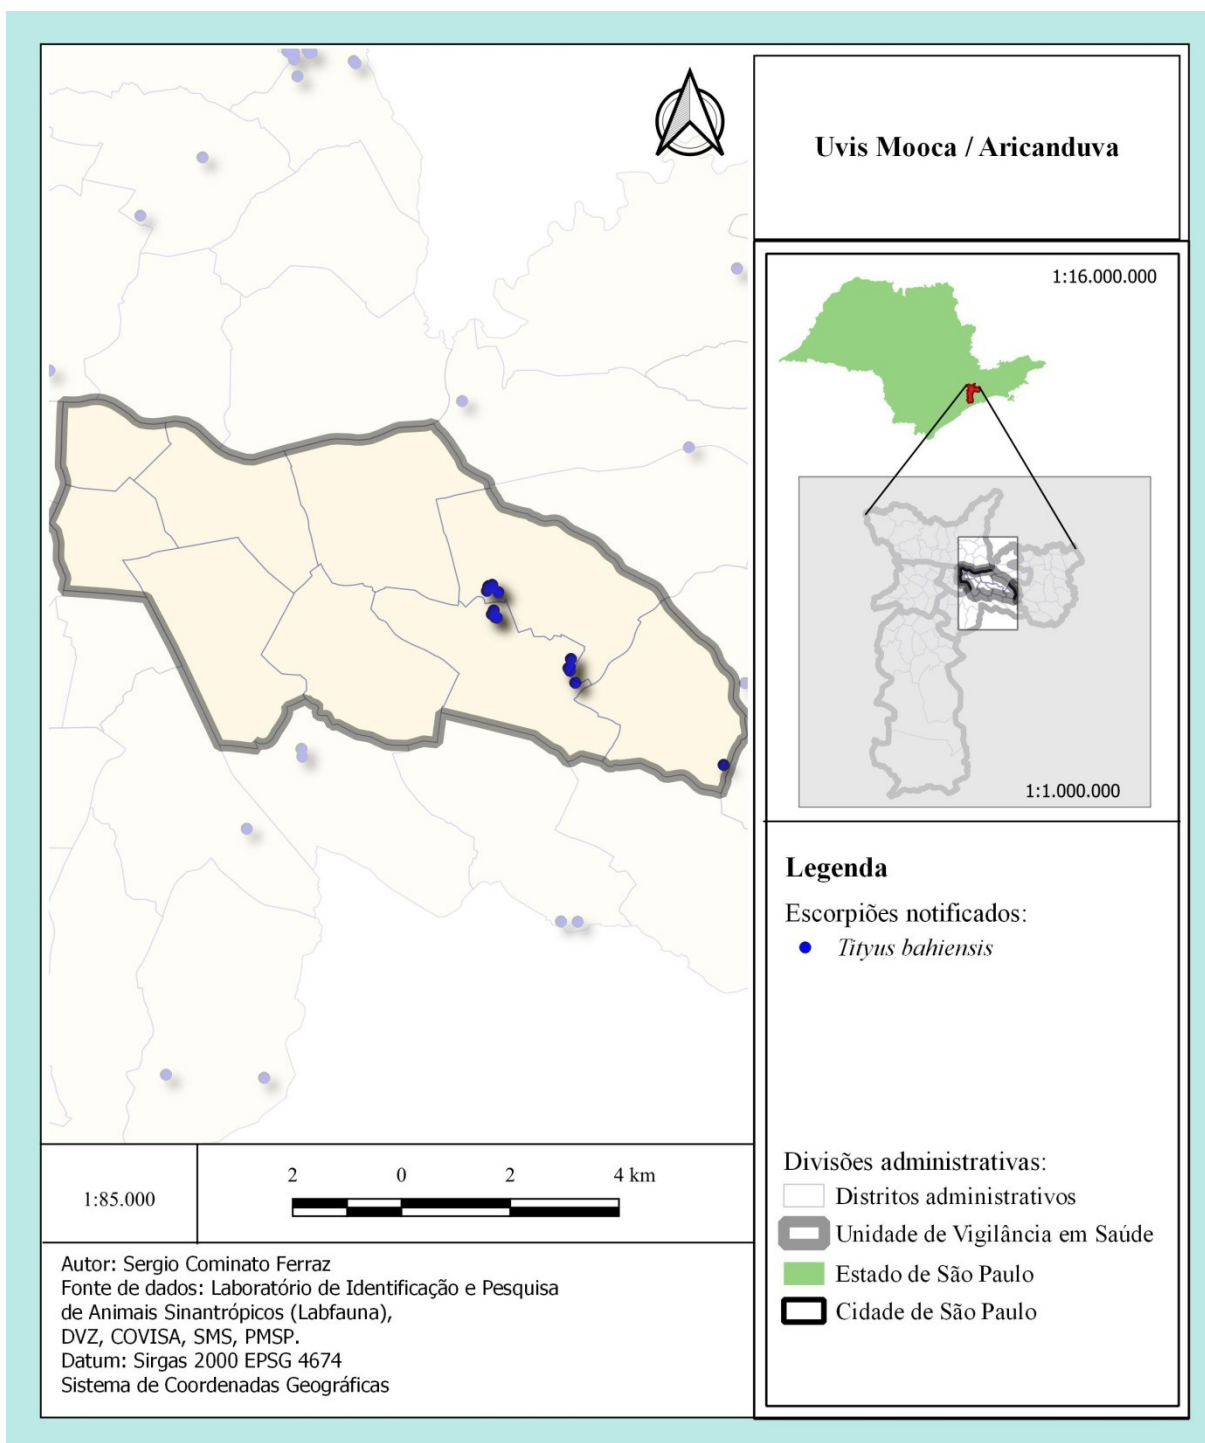 Uvis Mooca / Aricanduva
1:16.000.000
1:1.000.000
Legenda
Escorpiões notificados:
Tityus bahiensis
Divisões administrativas:
Distritos administrativos
Unidade de Vigilância em Saúde
Estado de São Paulo
Cidade de São Paulo
1:85.000
2 0 2 4 km
Autor: Sergio Cominato Ferraz
Fonte de dados: Laboratório de Identificação e Pesquisa
de Animais Sinantrópicos (Labfauna),
DVZ, COVISA, SMS, PMSP.
Datum: Sirgas 2000 EPSG 4674
Sistema de Coordenadas Geográficas